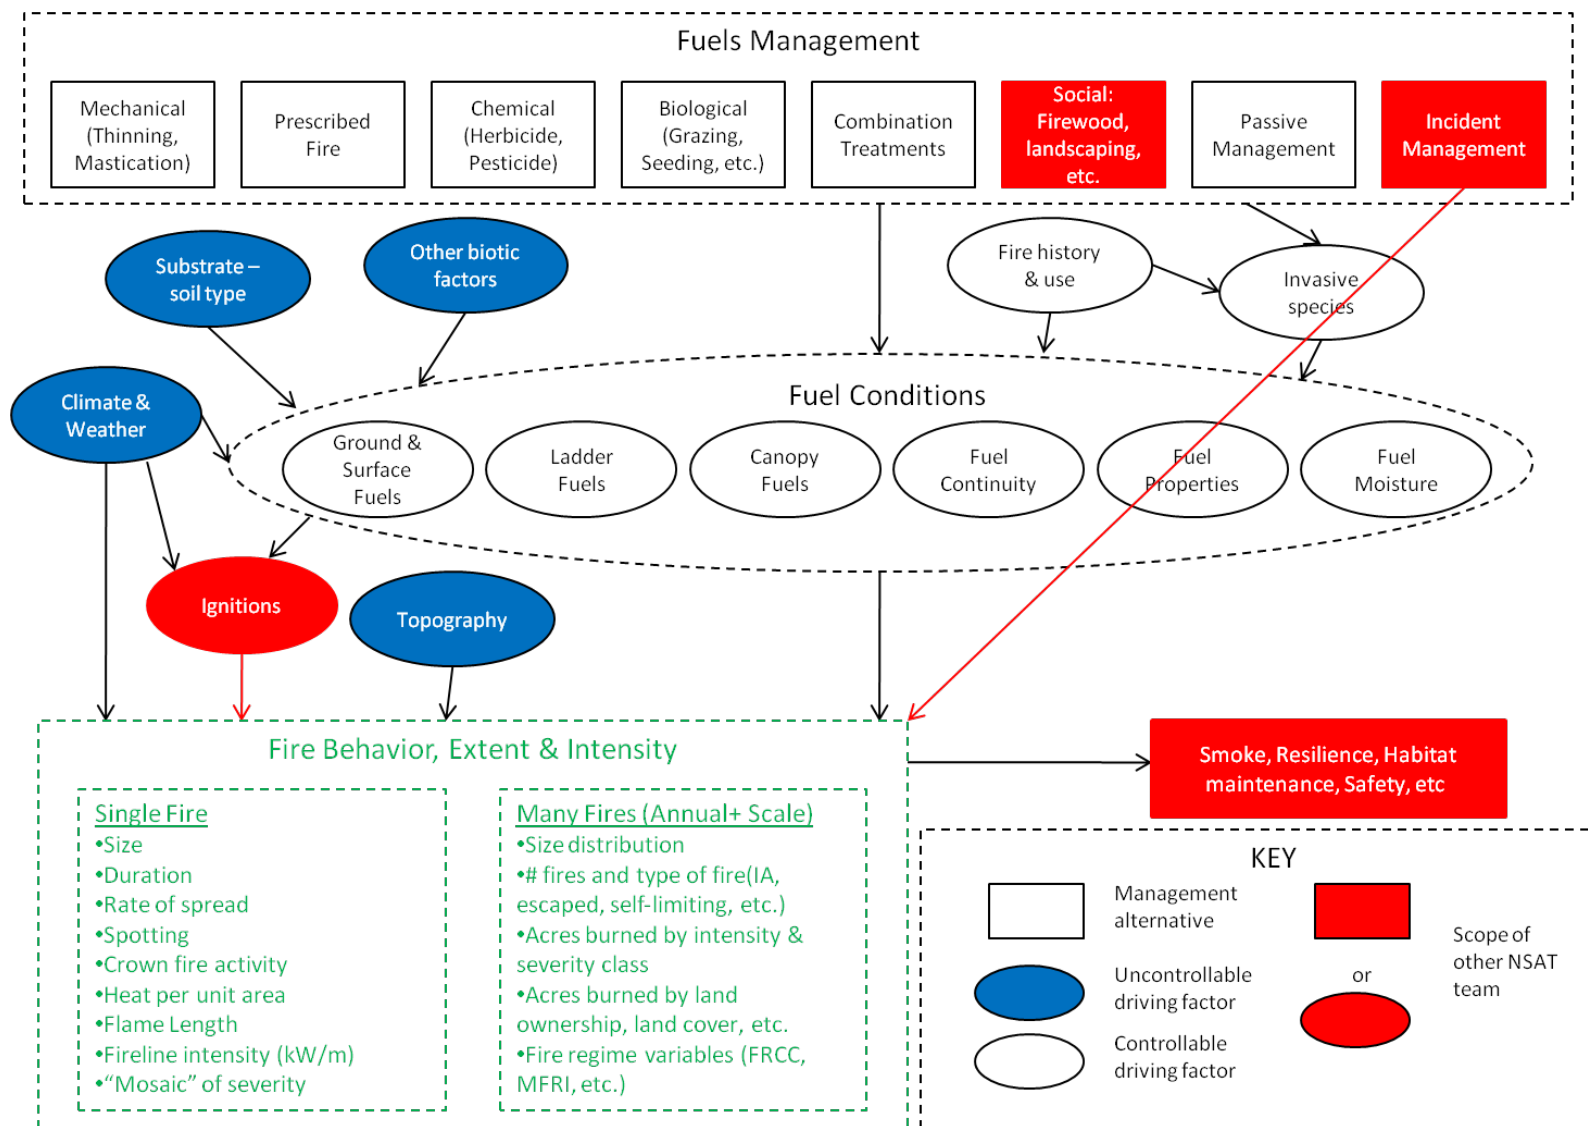 Fuels Management
Mechanical
(Thinning,
Mastication)
Prescribed
Fire
Chemical
(Herbicide,
Pesticide)
Biological
(Grazing,
Seeding, etc.)
Combination
Treatments
Social:
Firewood,
landscaping,
etc.
Passive
Management
Incident
Management
Substrate –
soil type
Other biotic
factors
Fire history
& use
Invasive
species
Climate &
Weather
Fuel Conditions
Ground &
Surface
Fuels
Ladder
Fuels
Canopy
Fuels
Fuel
Continuity
Fuel
Properties
Fuel
Moisture
Ignitions
Topography
Fire Behavior, Extent & Intensity
Single Fire
•Size
•Duration
•Rate of spread
•Spotting
•Crown fire activity
•Heat per unit area
•Flame Length
•Fireline intensity (kW/m)
•“Mosaic” of severity
Many Fires (Annual+ Scale)
•Size distribution
•# fires and type of fire(IA,
escaped, self-limiting, etc.)
•Acres burned by intensity &
severity class
•Acres burned by land
ownership, land cover, etc.
•Fire regime variables (FRCC,
MFRI, etc.)
Smoke, Resilience, Habitat
maintenance, Safety, etc
KEY
Management
alternative
Uncontrollable
driving factor
Controllable
driving factor
or
Scope of
other NSAT
team